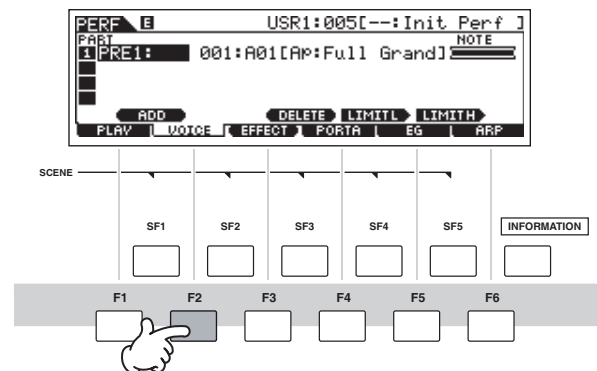 PERF E USR1:005[--:Init Perf ]
PART NOTE
1 PRE1: 001:A01[AP:Full Grand]
ADD DELETE LIMITL LIMITH
PLAY VOICE EFFECT PORTA EG ARP
SCENE
SF1 SF2 SF3 SF4 SF5 INFORMATION
F1 F2 F3 F4 F5 F6